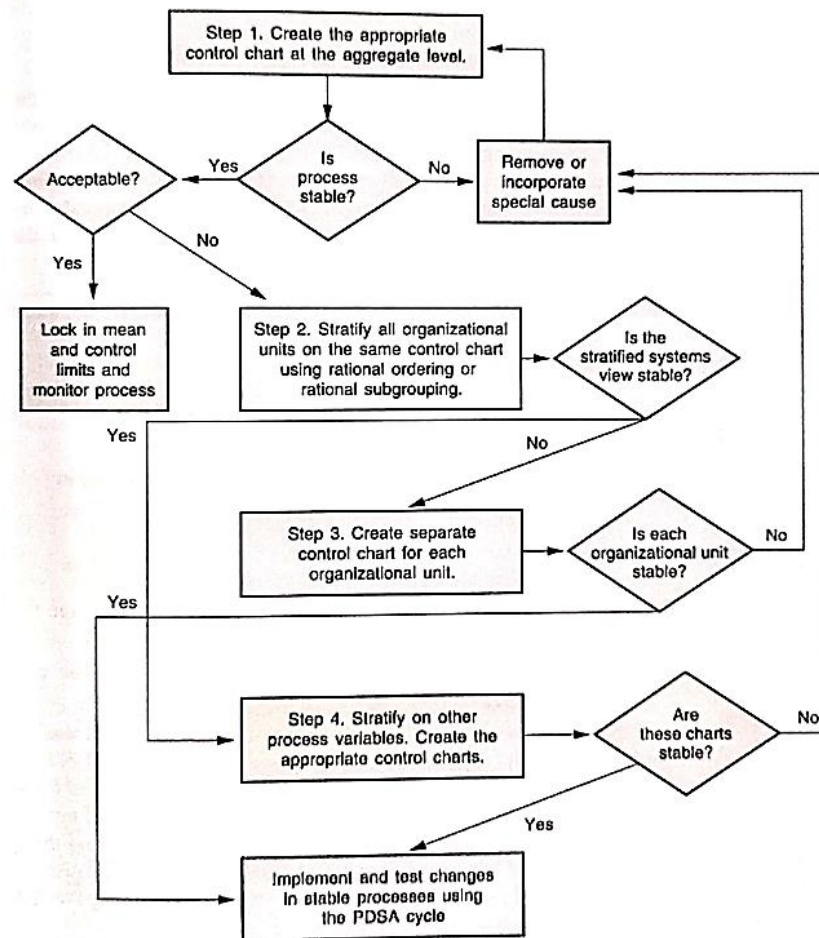 Step 1. Create the appropriate
control chart at the aggregate level.
Acceptable?
Yes
Is
process
stable?
No
Remove or
incorporate
special cause
No
Yes
Lock in mean
and control
limits and
monitor process
Step 2. Stratify all organizational
units on the same control chart
using rational ordering or
rational subgrouping.
Is the
stratified systems
view stable?
Yes
No
Step 3. Create separate
control chart for each
organizational unit.
Is each
organizational unit
stable?
No
Yes
Step 4. Stratify on other
process variables. Create the
appropriate control charts.
Are
these charts
stable?
No
Yes
Implement and test changes
in stable processes using
the PDSA cycle